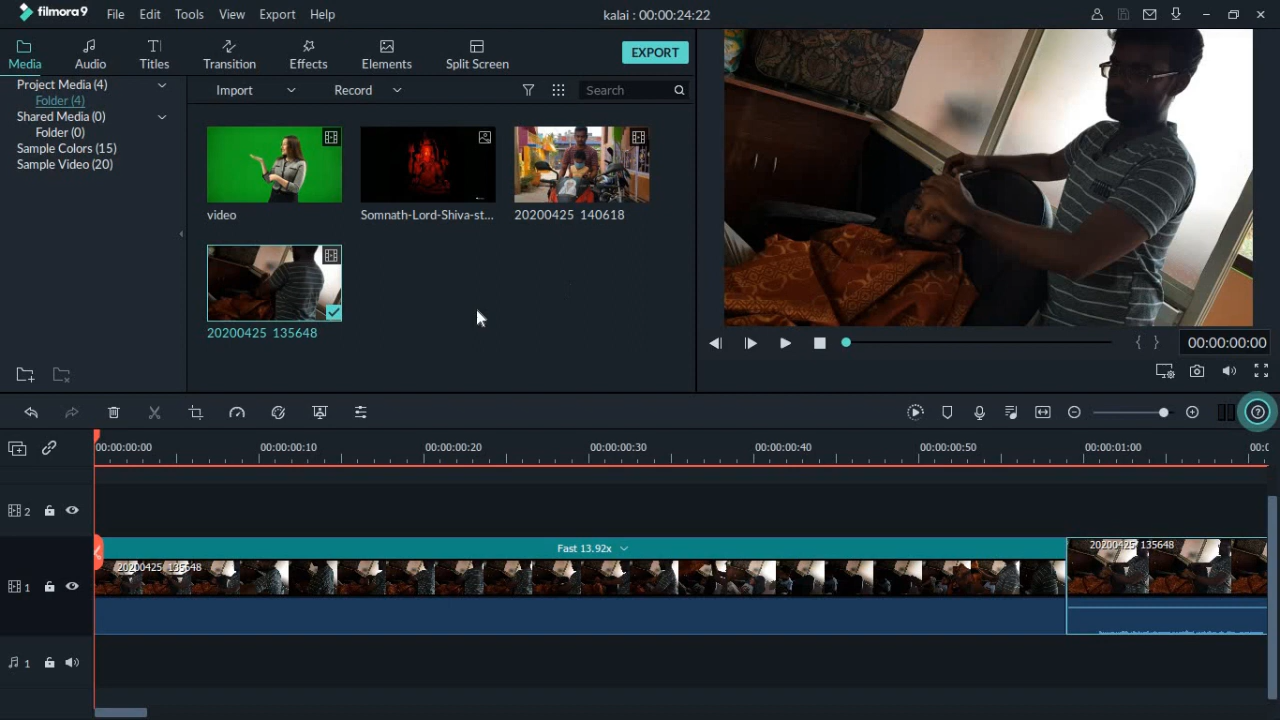 filmora9 File Edit Tools View Export Help kalai : 00:00:24:22
Media Audio Titles Transition Effects Elements Split Screen EXPORT
Project Media (4)
Folder (4)
Shared Media (0)
Folder (0)
Sample Colors (15)
Sample Video (20)
Import Record Search
video Somnath-Lord-Shiva-st... 20200425 140618
20200425 135648
{ } 00:00:00:00
00:00:00:00 00:00:00:10 00:00:00:20 00:00:00:30 00:00:00:40 00:00:00:50 00:00:01:00 00:0
2
Fast 13.92x
20200425 135648 20200425 135648
1
1